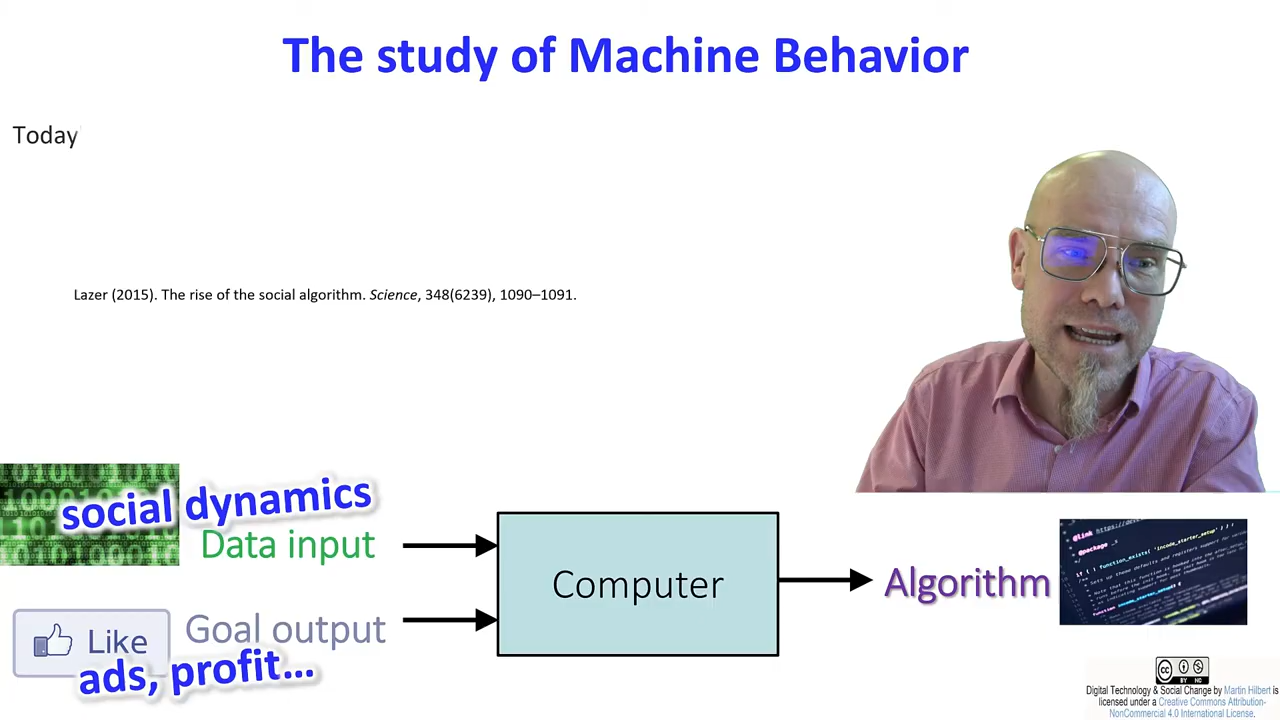 The study of Machine Behavior
Today
Lazer (2015). The rise of the social algorithm. Science, 348(6239), 1090–1091.
social dynamics
Data input
Like
Goal output
ads, profit...
Computer
Algorithm
Digital Technology & Social Change by Martin Hilbert is
licensed under a Creative Commons Attribution-
NonCommercial 4.0 International License.